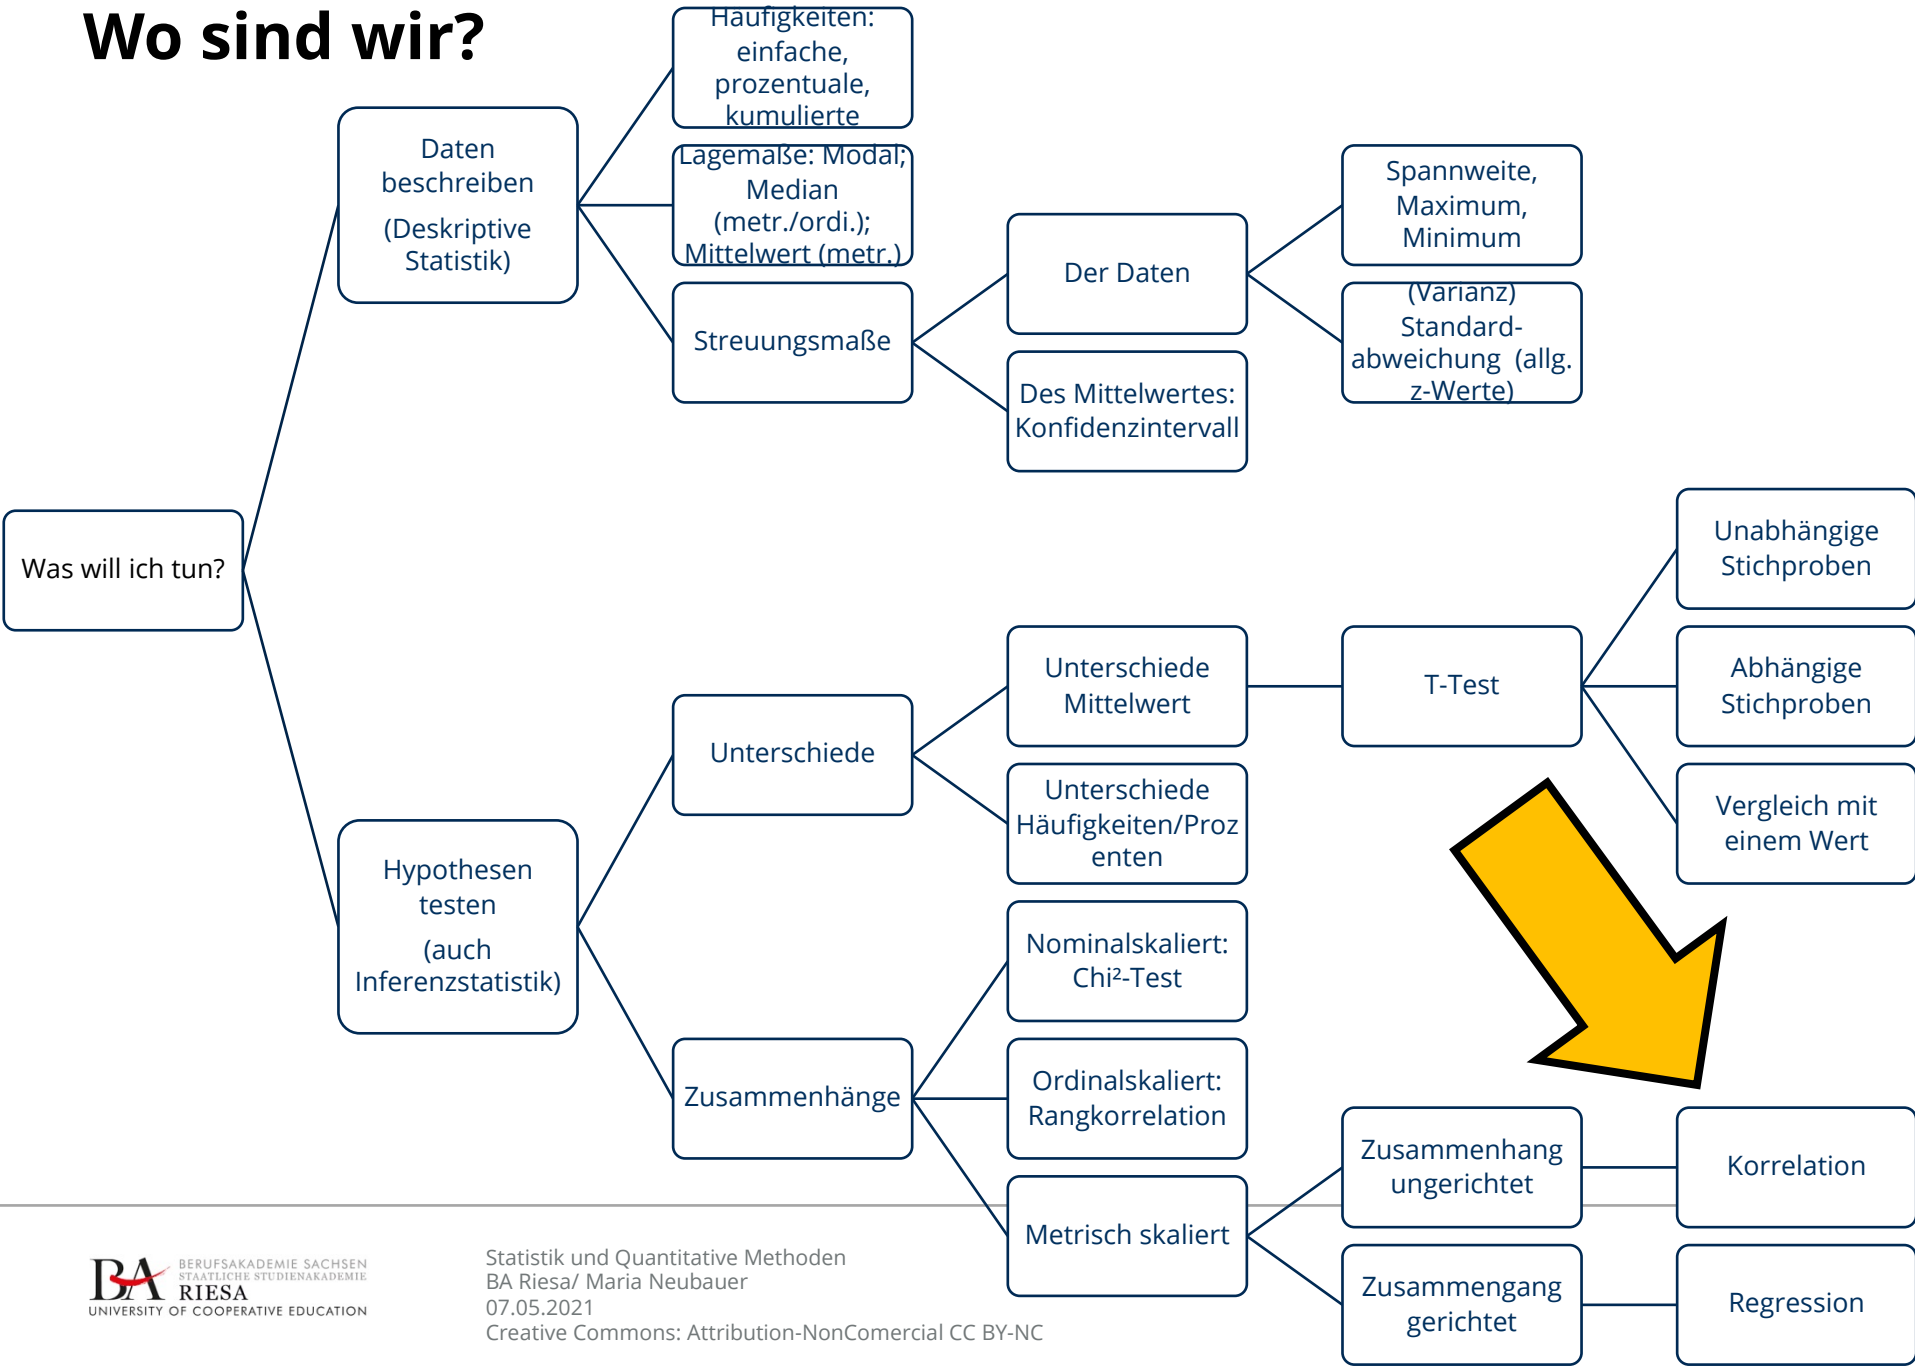 Wo sind wir?
Häufigkeiten:
einfache,
prozentuale,
kumulierte
Daten
beschreiben
(Deskriptive
Statistik)
Lagemaße: Modal;
Median
(metr./ordi.);
Mittelwert (metr.)
Streuungsmaße
Der Daten
Des Mittelwertes:
Konfidenzintervall
Spannweite,
Maximum,
Minimum
(Varianz)
Standard-
abweichung (allg.
z-Werte)
Was will ich tun?
Hypothesen
testen
(auch
Inferenzstatistik)
Unterschiede
Unterschiede
Mittelwert
T-Test
Unabhängige
Stichproben
Abhängige
Stichproben
Vergleich mit
einem Wert
Unterschiede
Häufigkeiten/Proz
enten
Zusammenhänge
Nominalskaliert:
Chi²-Test
Ordinalskaliert:
Rangkorrelation
Metrisch skaliert
Zusammenhang
ungerichtet
Korrelation
Zusammengang
gerichtet
Regression
BA
BERUFSAKADEMIE SACHSEN
STAATLICHE STUDIENAKADEMIE
RIESA
UNIVERSITY OF COOPERATIVE EDUCATION
Statistik und Quantitative Methoden
BA Riesa/ Maria Neubauer
07.05.2021
Creative Commons: Attribution-NonComercial CC BY-NC